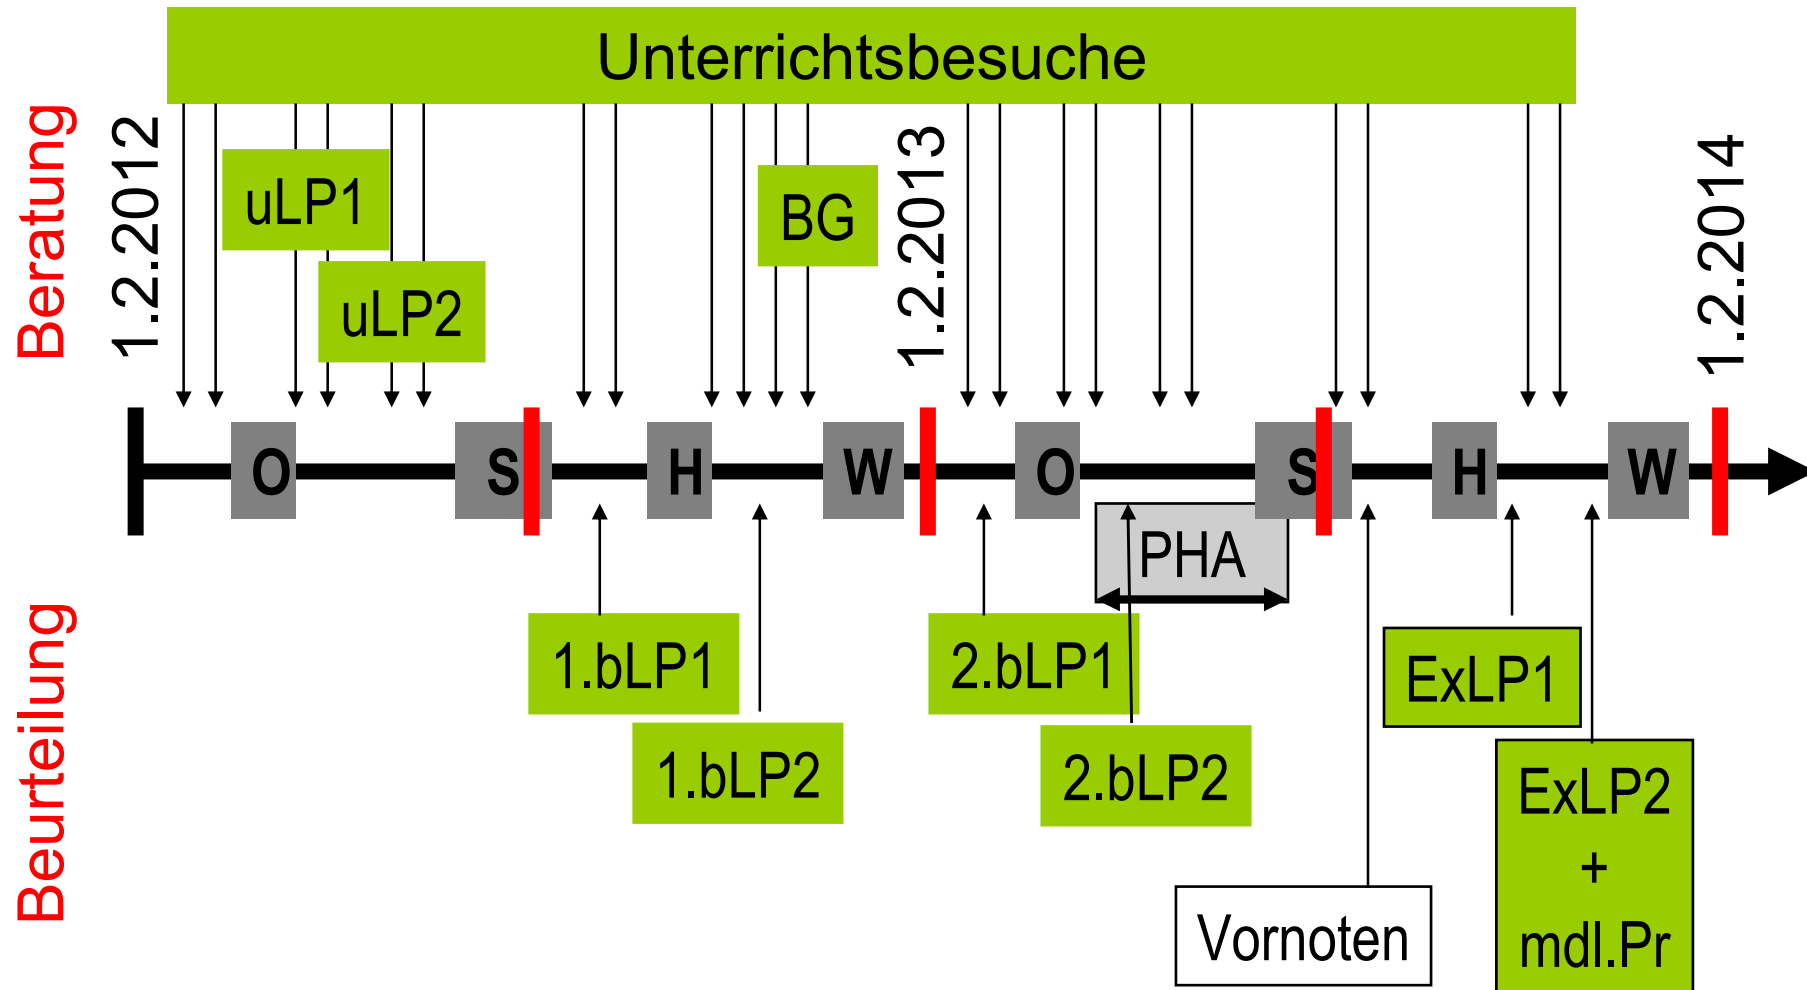 Unterrichtsbesuche
Beratung
1.2.2012
1.2.2013
1.2.2014
uLP1
BG
uLP2
O
S
H
W
O
S
H
W
PHA
Beurteilung
1.bLP1
2.bLP1
ExLP1
1.bLP2
2.bLP2
ExLP2
+
mdl.Pr
Vornoten